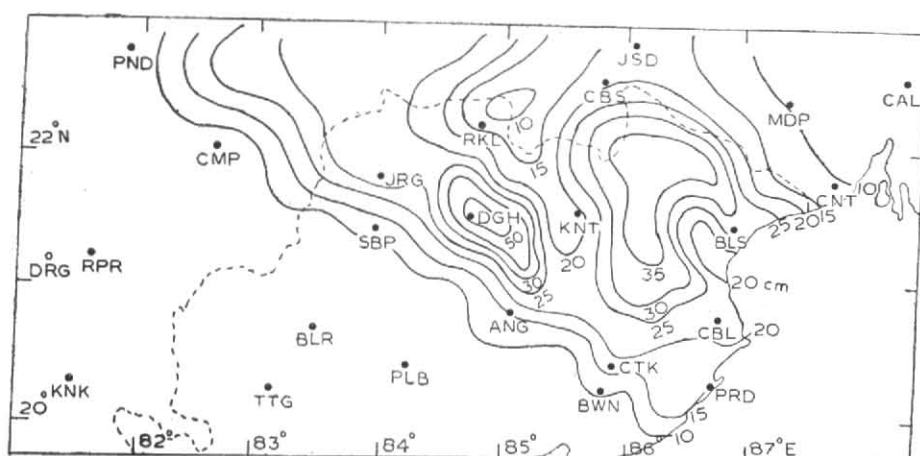 JSD
PND
CBS
CAL
10
MDP
22° N
RKL
CMP
15
JRG
10
CNT
DGH
KNT
25 20 15
SBP
50
BLS
DRG RPR
20
35
30
20 cm
25
30
ANG
25
CBL
20
BLR
CTK
PLB
KNK
TTG
BWN
PRD
20°
15
10
82° 83° 84° 85° 86° 87°E